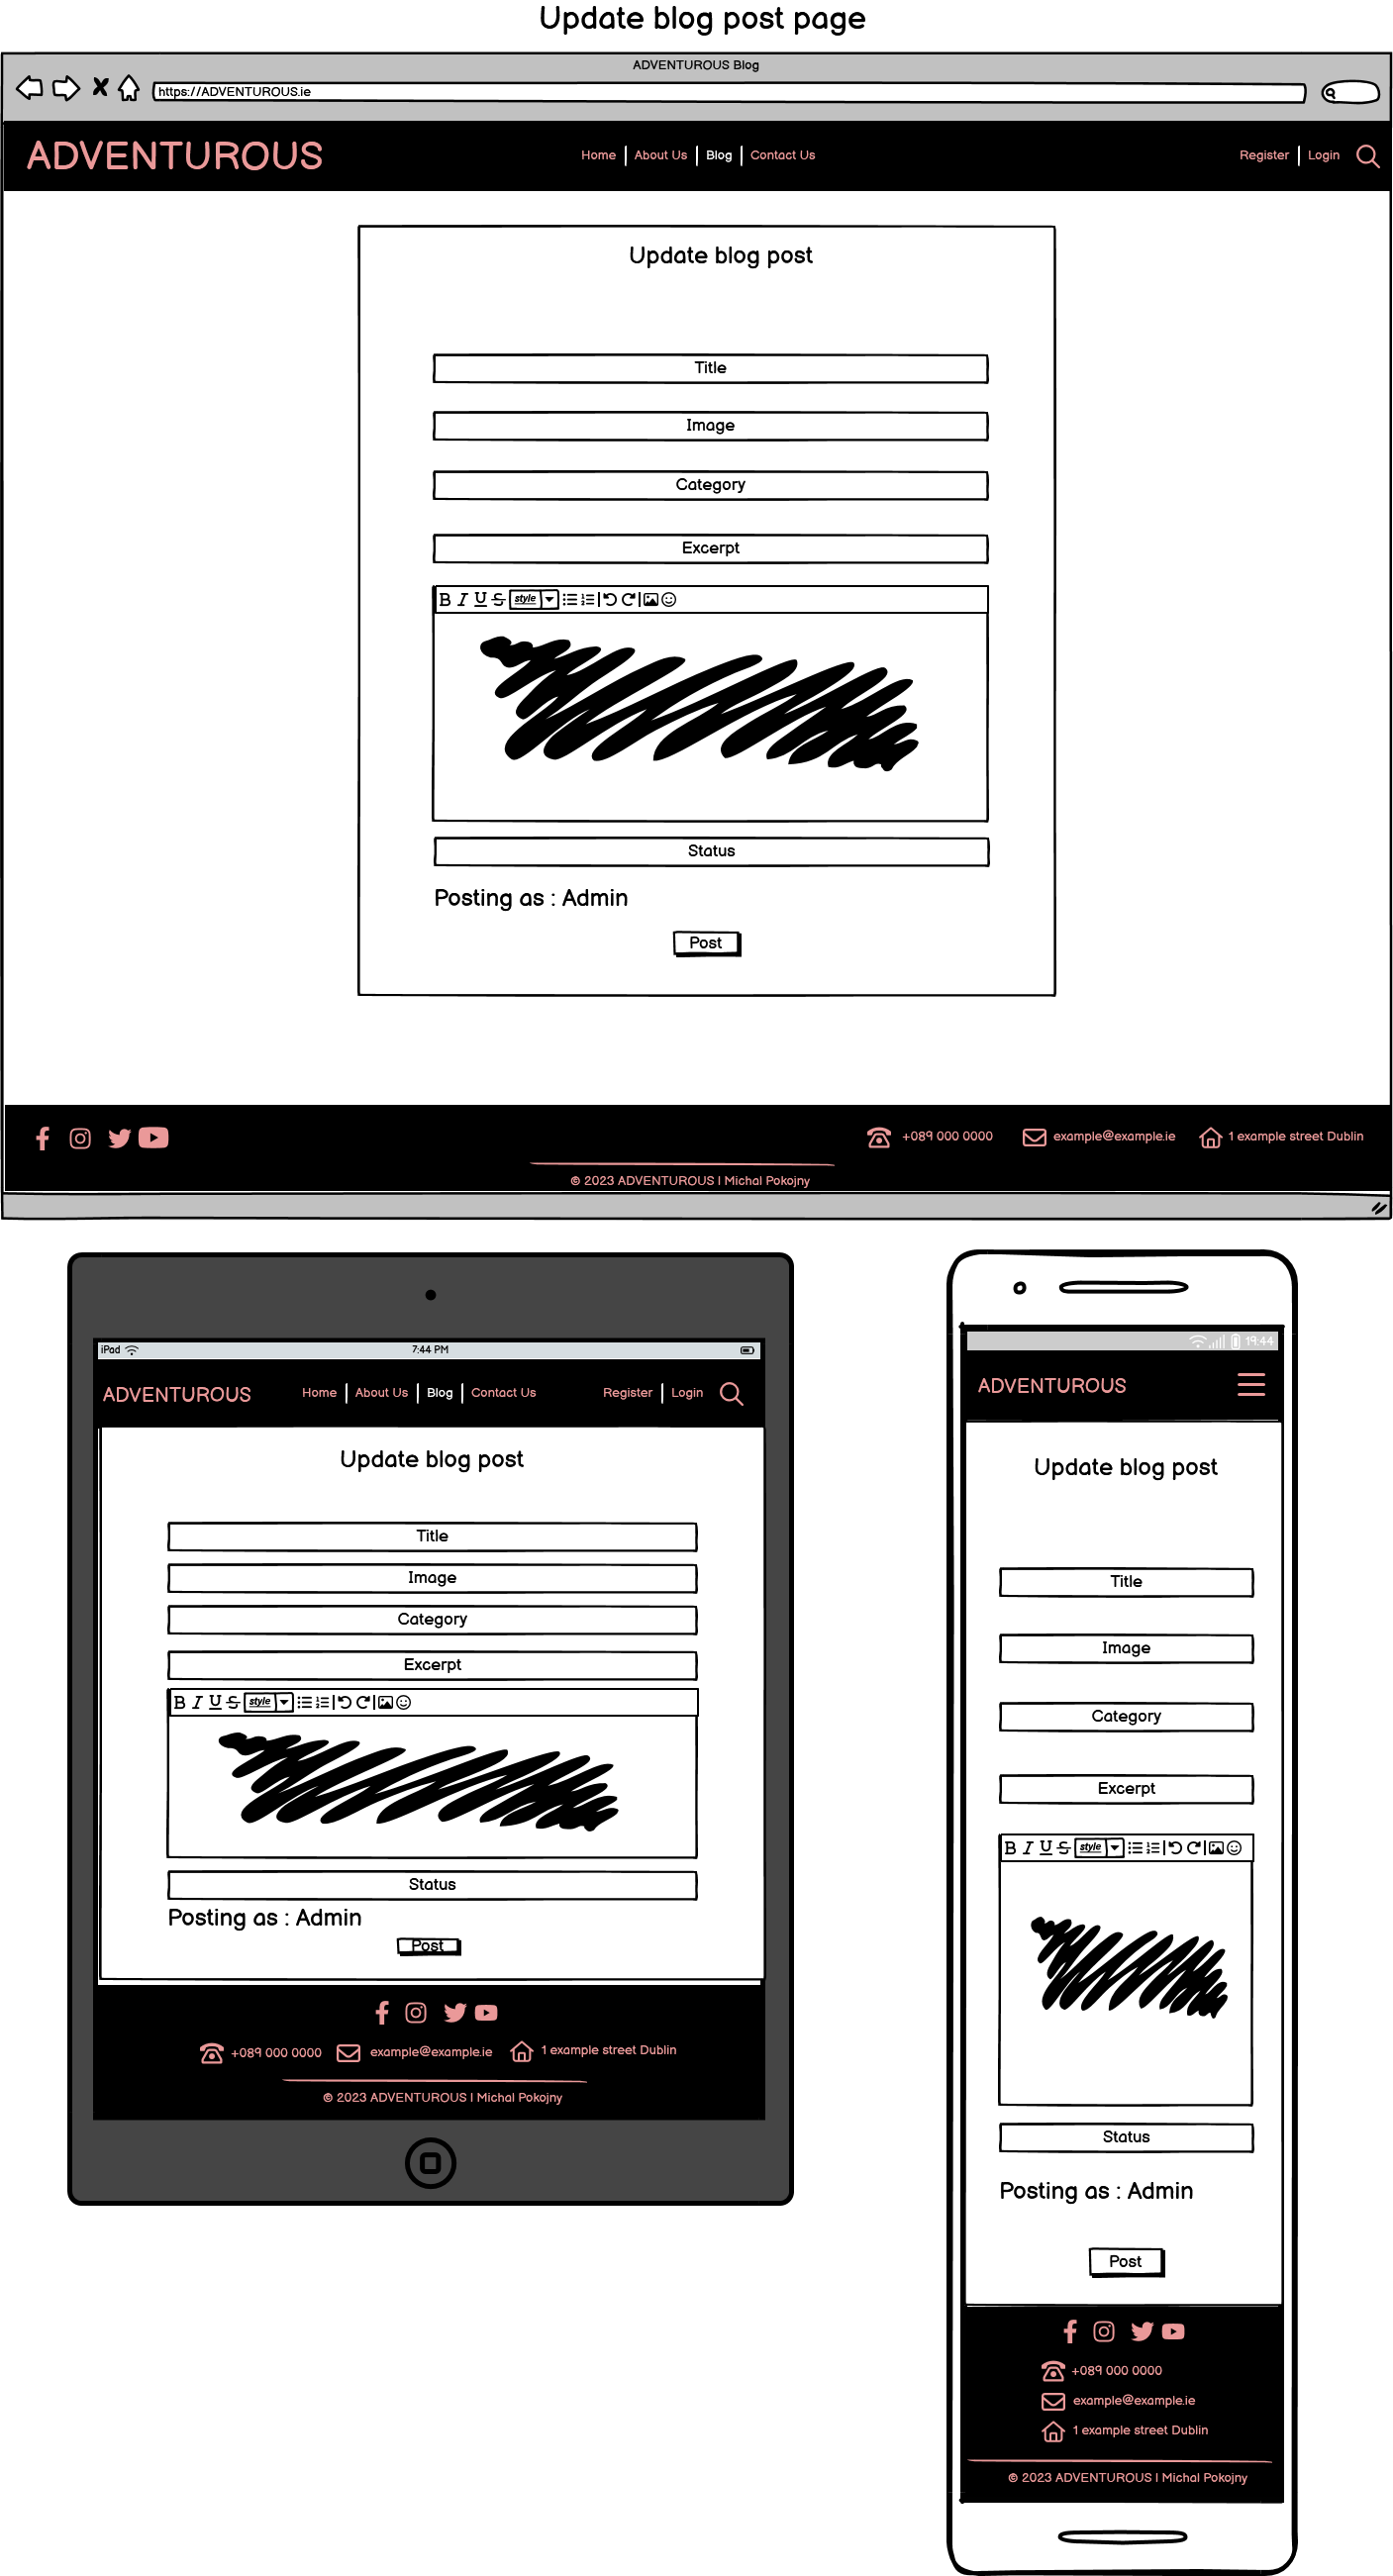 Update blog post page
ADVENTUROUS Blog
https://ADVENTUROUS.ie
ADVENTUROUS Home About Us Blog Contact Us Register Login
Update blog post
Title
Image
Category
Excerpt
B I U S style
Status
Posting as : Admin
Post
+089 000 0000 example@example.ie 1 example street Dublin
© 2023 ADVENTUROUS | Michal Pokojny
iPad 7:44 PM
ADVENTUROUS Home About Us Blog Contact Us Register Login
Update blog post
Title
Image
Category
Excerpt
B I U S style
Status
Posting as : Admin
Post
+089 000 0000 example@example.ie 1 example street Dublin
© 2023 ADVENTUROUS | Michal Pokojny
19:44
ADVENTUROUS
Update blog post
Title
Image
Category
Excerpt
B I U S style
Status
Posting as : Admin
Post
+089 000 0000
example@example.ie
1 example street Dublin
© 2023 ADVENTUROUS | Michal Pokojny